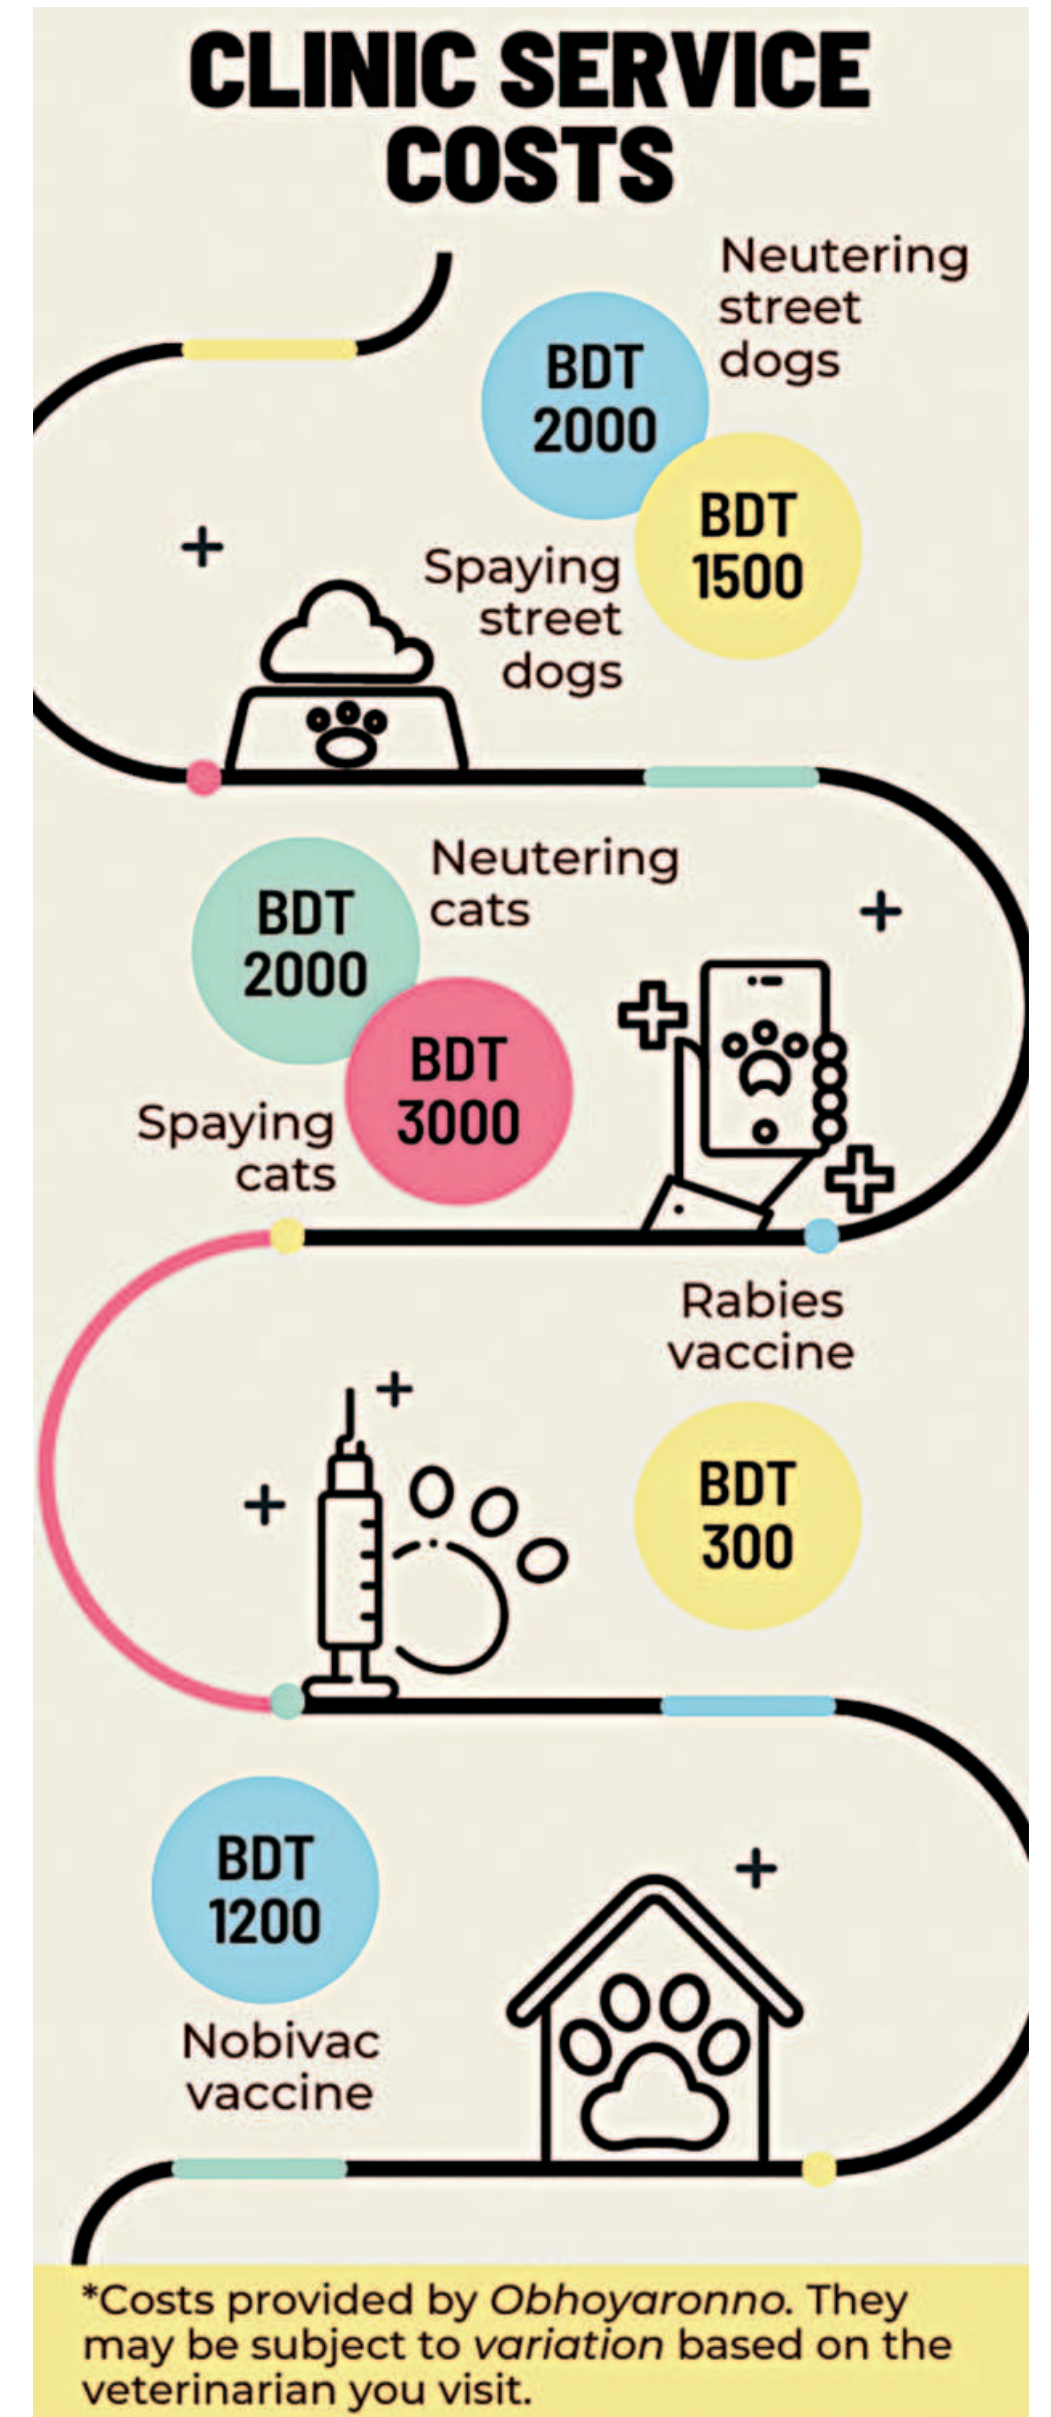 CLINIC SERVICE
COSTS
Neutering
street
dogs
BDT
2000
BDT
1500
Spaying
street
dogs
Neutering
cats
BDT
2000
BDT
3000
Spaying
cats
Rabies
vaccine
BDT
300
BDT
1200
Nobivac
vaccine
*Costs provided by Obhoyaronno. They
may be subject to variation based on the
veterinarian you visit.